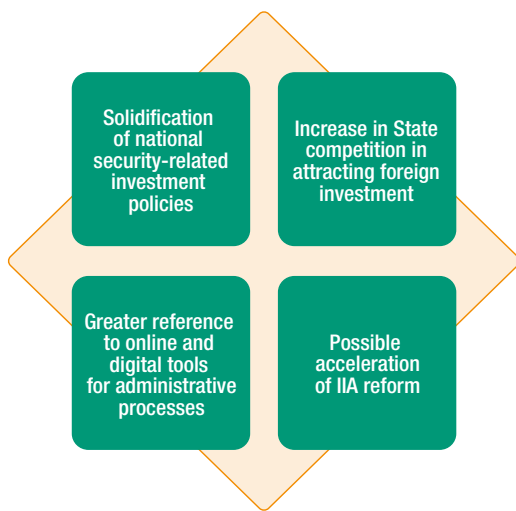 Solidification
of national
security-related
investment
policies
Increase in State
competition in
attracting foreign
investment
Greater reference
to online and
digital tools
for administrative
processes
Possible
acceleration
of IIA reform